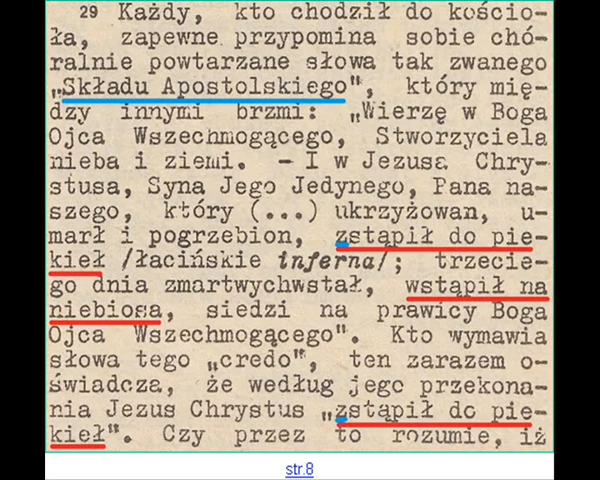 29 Każdy, kto chodził do kościo-
ła, zapewne przypomina sobie chó-
ralnie powtarzane słowa tak zwanego
„Składu Apostolskiego", który mię-
dzy innymi brzmi: „Wierzę w Boga
Ojca Wszechmogącego, Stworzyciela
nieba i ziemi. – I w Jezusa Chry-
stusa, Syna Jego Jedynego, Pana na-
szego, który (...) ukrzyżowan, u-
marł i pogrzebion, zstąpił do pie-
kieł /łacińskie inferna/; trzecie-
go dnia zmartwychwstał, wstąpił na
niebiosa, siedzi na prawicy Boga
Ojca Wszechmogącego". Kto wymawia
słowa tego „credo", ten zarazem o-
świadcza, że według jego przekona-
nia Jezus Chrystus „zstąpił do pie-
kieł". Czy przez to rozumie, iż
str.8